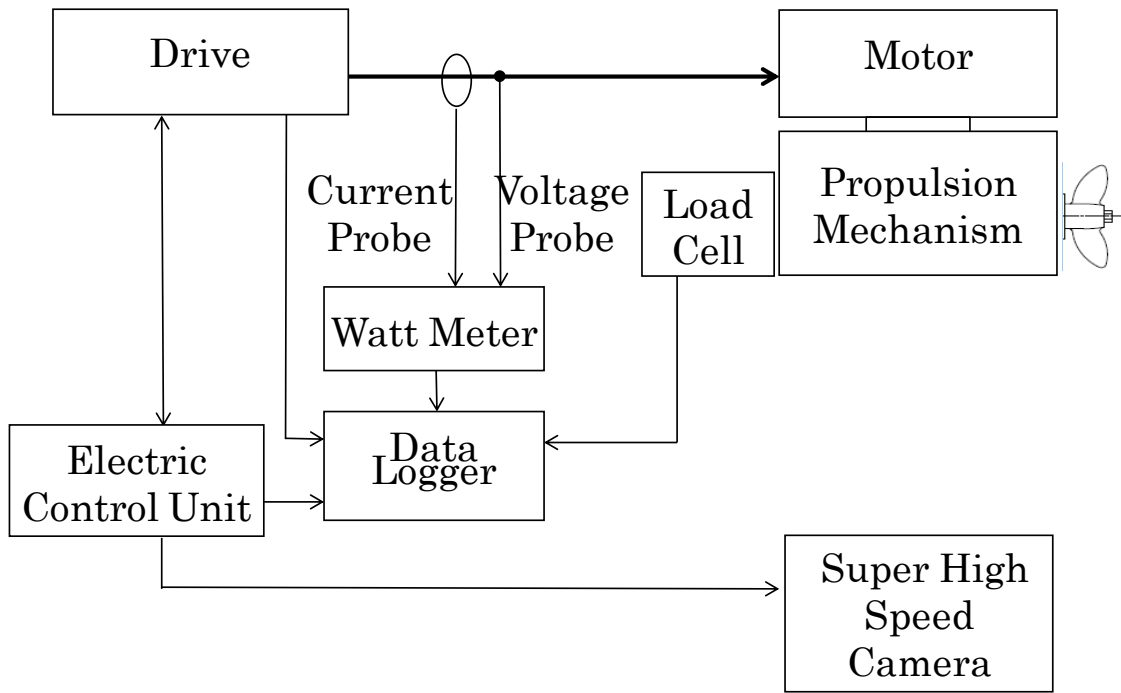 Drive
Motor
Current
Probe
Voltage
Probe
Load
Cell
Propulsion
Mechanism
Watt Meter
Data
Logger
Electric
Control Unit
Super High
Speed
Camera